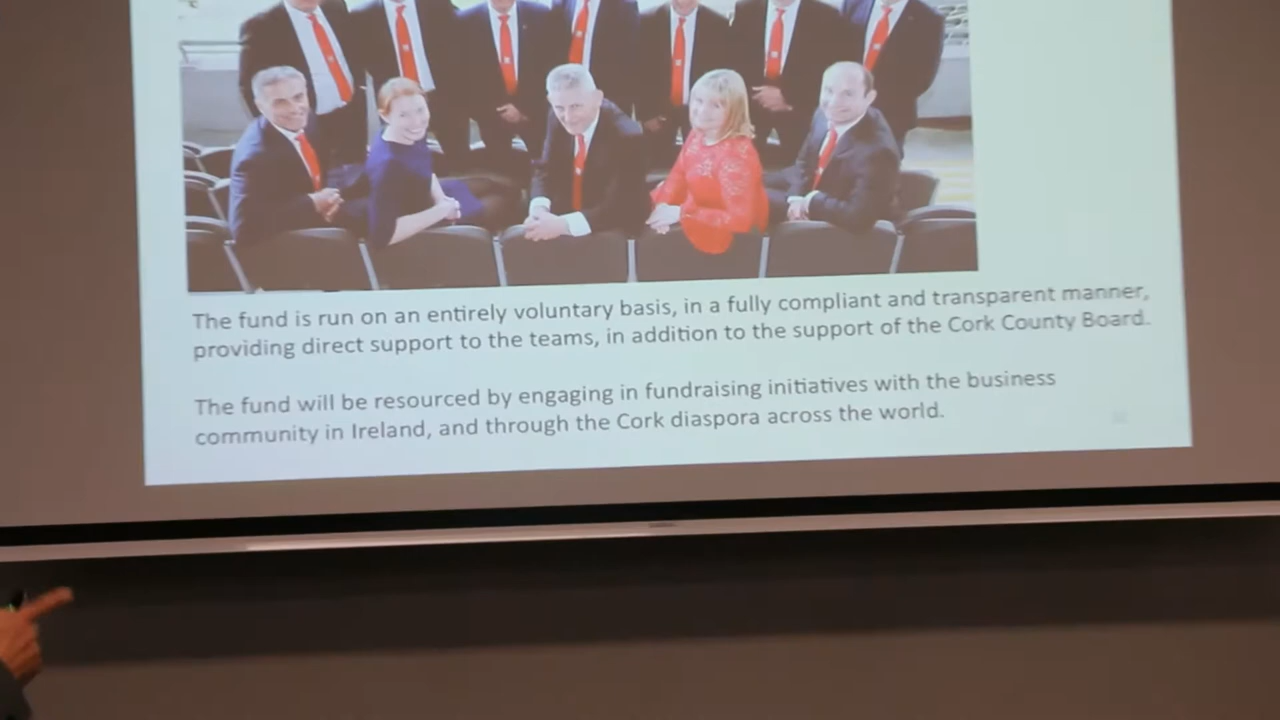 The fund is run on an entirely voluntary basis, in a fully compliant and transparent manner,
providing direct support to the teams, in addition to the support of the Cork County Board.
The fund will be resourced by engaging in fundraising initiatives with the business
community in Ireland, and through the Cork diaspora across the world.